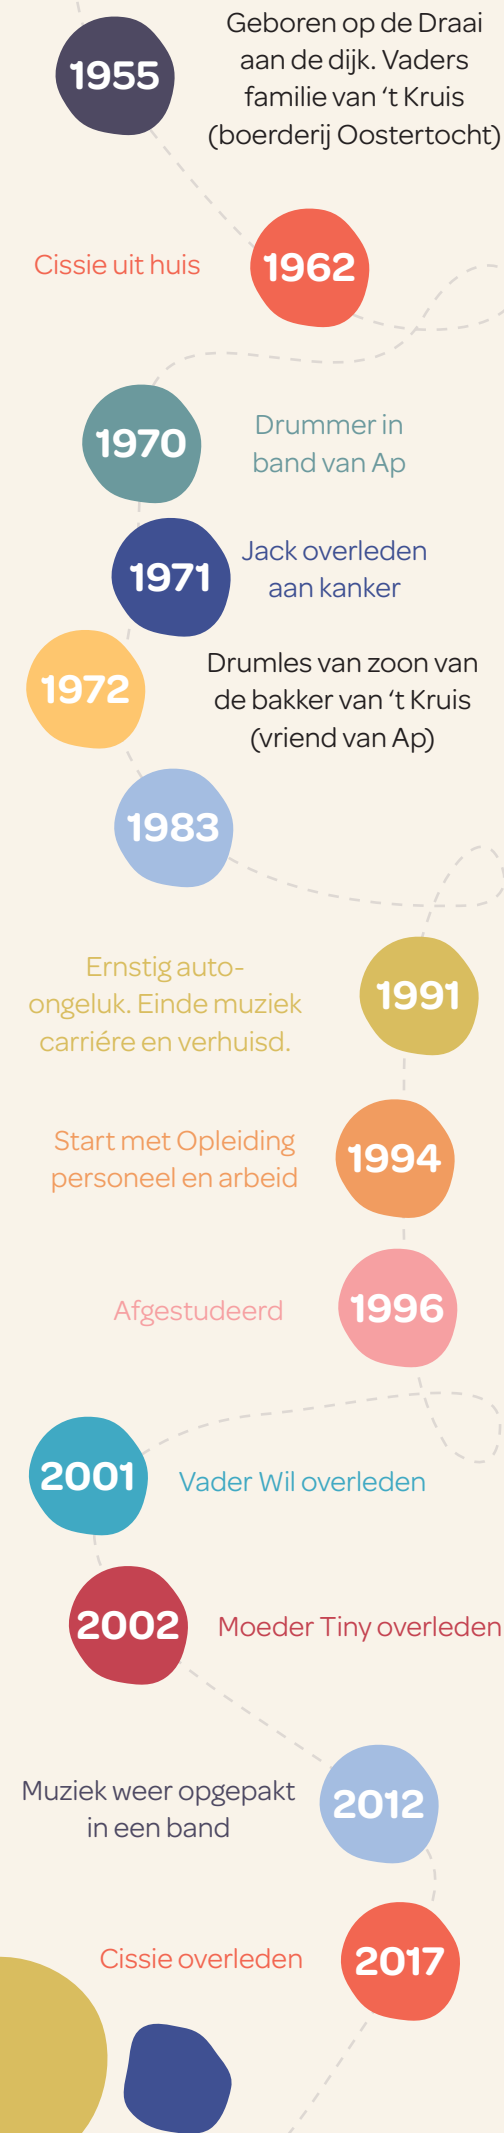 1955
Geboren op de Draai
aan de dijk. Vaders
familie van ‘t Kruis
(boerderij Oostertocht)
Cissie uit huis
1962
1970
Drummer in
band van Ap
1971
Jack overleden
aan kanker
1972
Drumles van zoon van
de bakker van ‘t Kruis
(vriend van Ap)
1983
Ernstig auto-
ongeluk. Einde muziek
carriére en verhuisd.
1991
Start met Opleiding
personeel en arbeid
1994
Afgestudeerd
1996
2001
Vader Wil overleden
2002
Moeder Tiny overleden
Muziek weer opgepakt
in een band
2012
Cissie overleden
2017